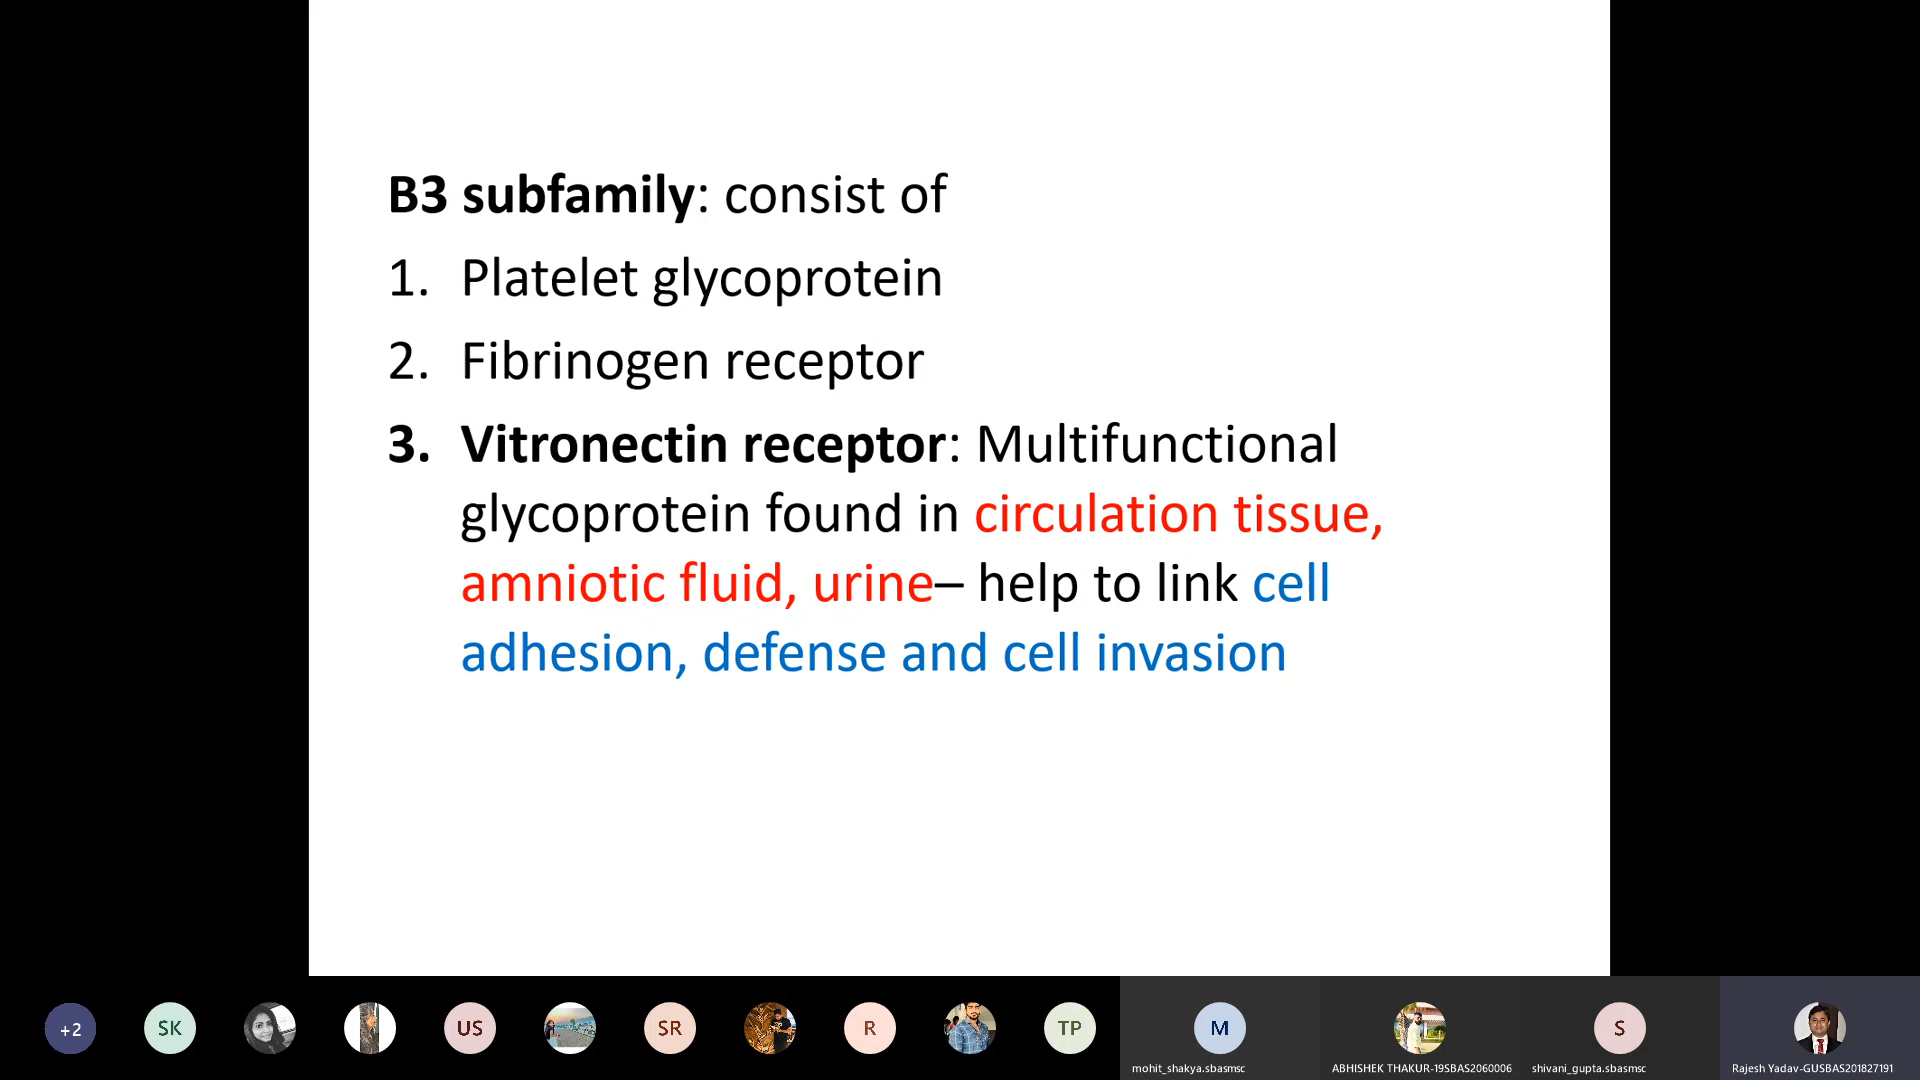 B3 subfamily: consist of
1. Platelet glycoprotein
2. Fibrinogen receptor
3. Vitronectin receptor: Multifunctional
glycoprotein found in circulation tissue,
amniotic fluid, urine– help to link cell
adhesion, defense and cell invasion
+2
SK
US
SR
R
TP
M
S
mohit_shakya.sbasmsc
ABHISHEK THAKUR-19SBAS2060006
shivani_gupta.sbasmsc
Rajesh Yadav-GUSBAS201827191